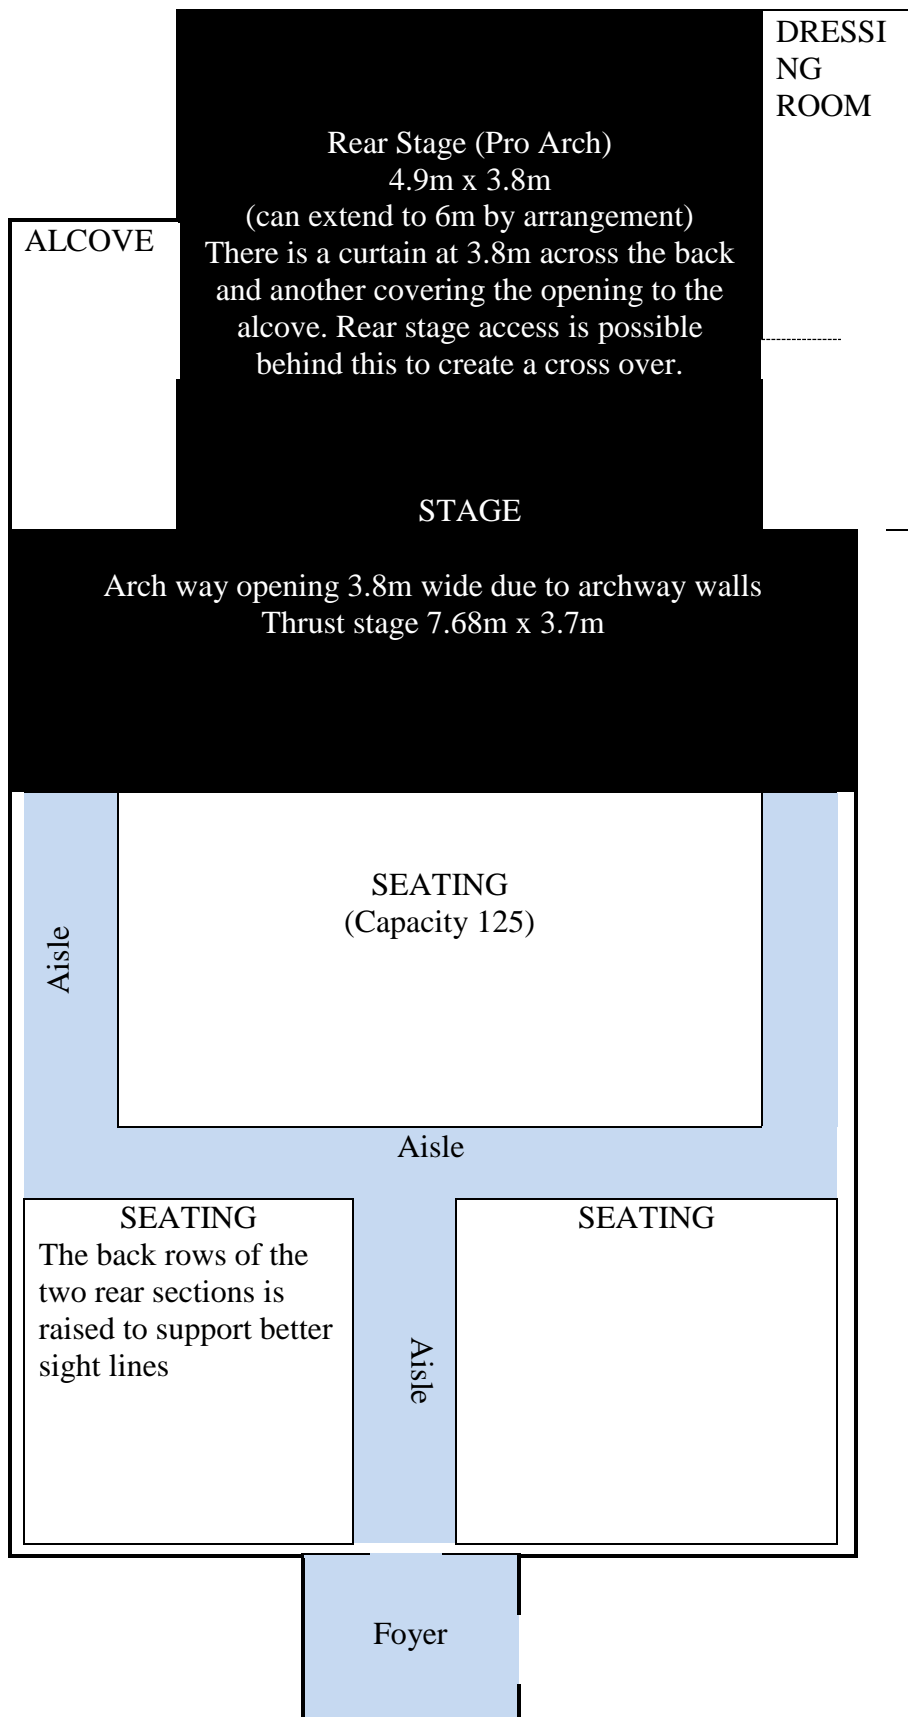 DRESSI
NG
ROOM
Rear Stage (Pro Arch)
4.9m x 3.8m
(can extend to 6m by arrangement)
There is a curtain at 3.8m across the back
and another covering the opening to the
alcove. Rear stage access is possible
behind this to create a cross over.
ALCOVE
STAGE
Arch way opening 3.8m wide due to archway walls
Thrust stage 7.68m x 3.7m
SEATING
(Capacity 125)
Aisle
Aisle
SEATING
The back rows of the
two rear sections is
raised to support better
sight lines
Aisle
SEATING
Foyer